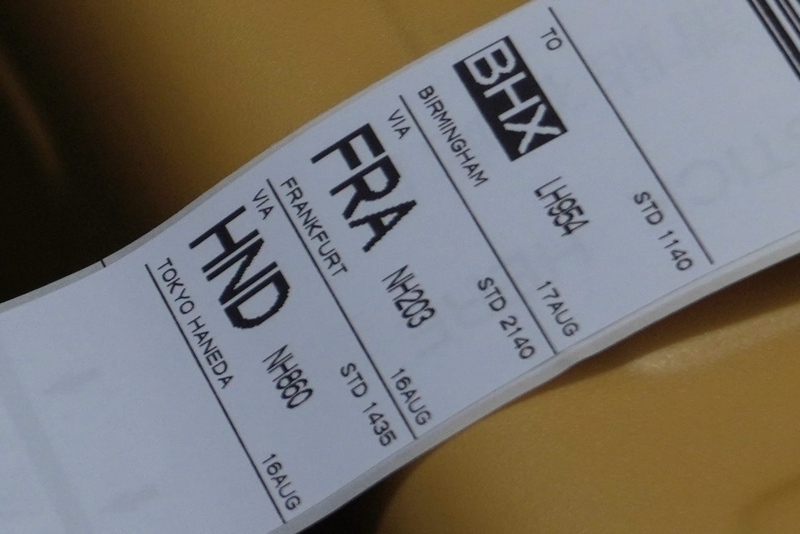 TO
BHX LH954 STD 1140
BIRMINGHAM 17AUG
VIA
FRA NH203 STD 2140
FRANKFURT 16AUG
VIA
HND NH860 STD 1435
TOKYO HANEDA 16AUG